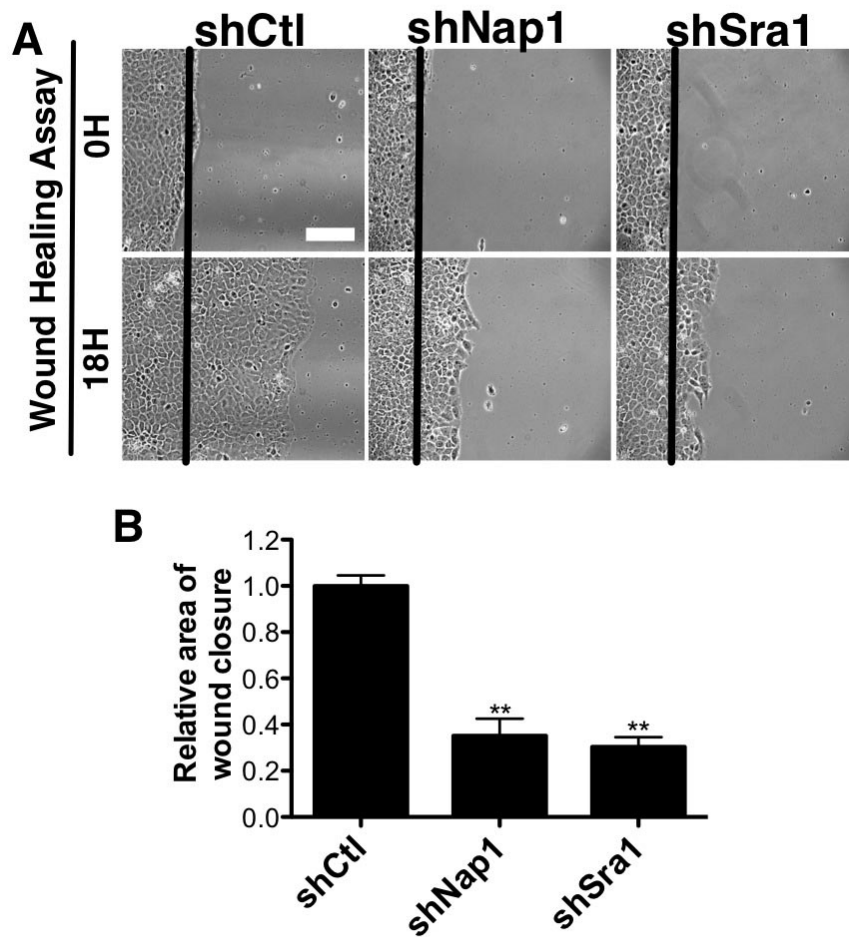 A
shCtl shNap1 shSra1
Wound Healing Assay
0H
18H
B
Relative area of
wound closure
1.2
1.0
0.8
0.6
0.4
0.2
0.0
**
**
shCtl
shNap1
shSra1